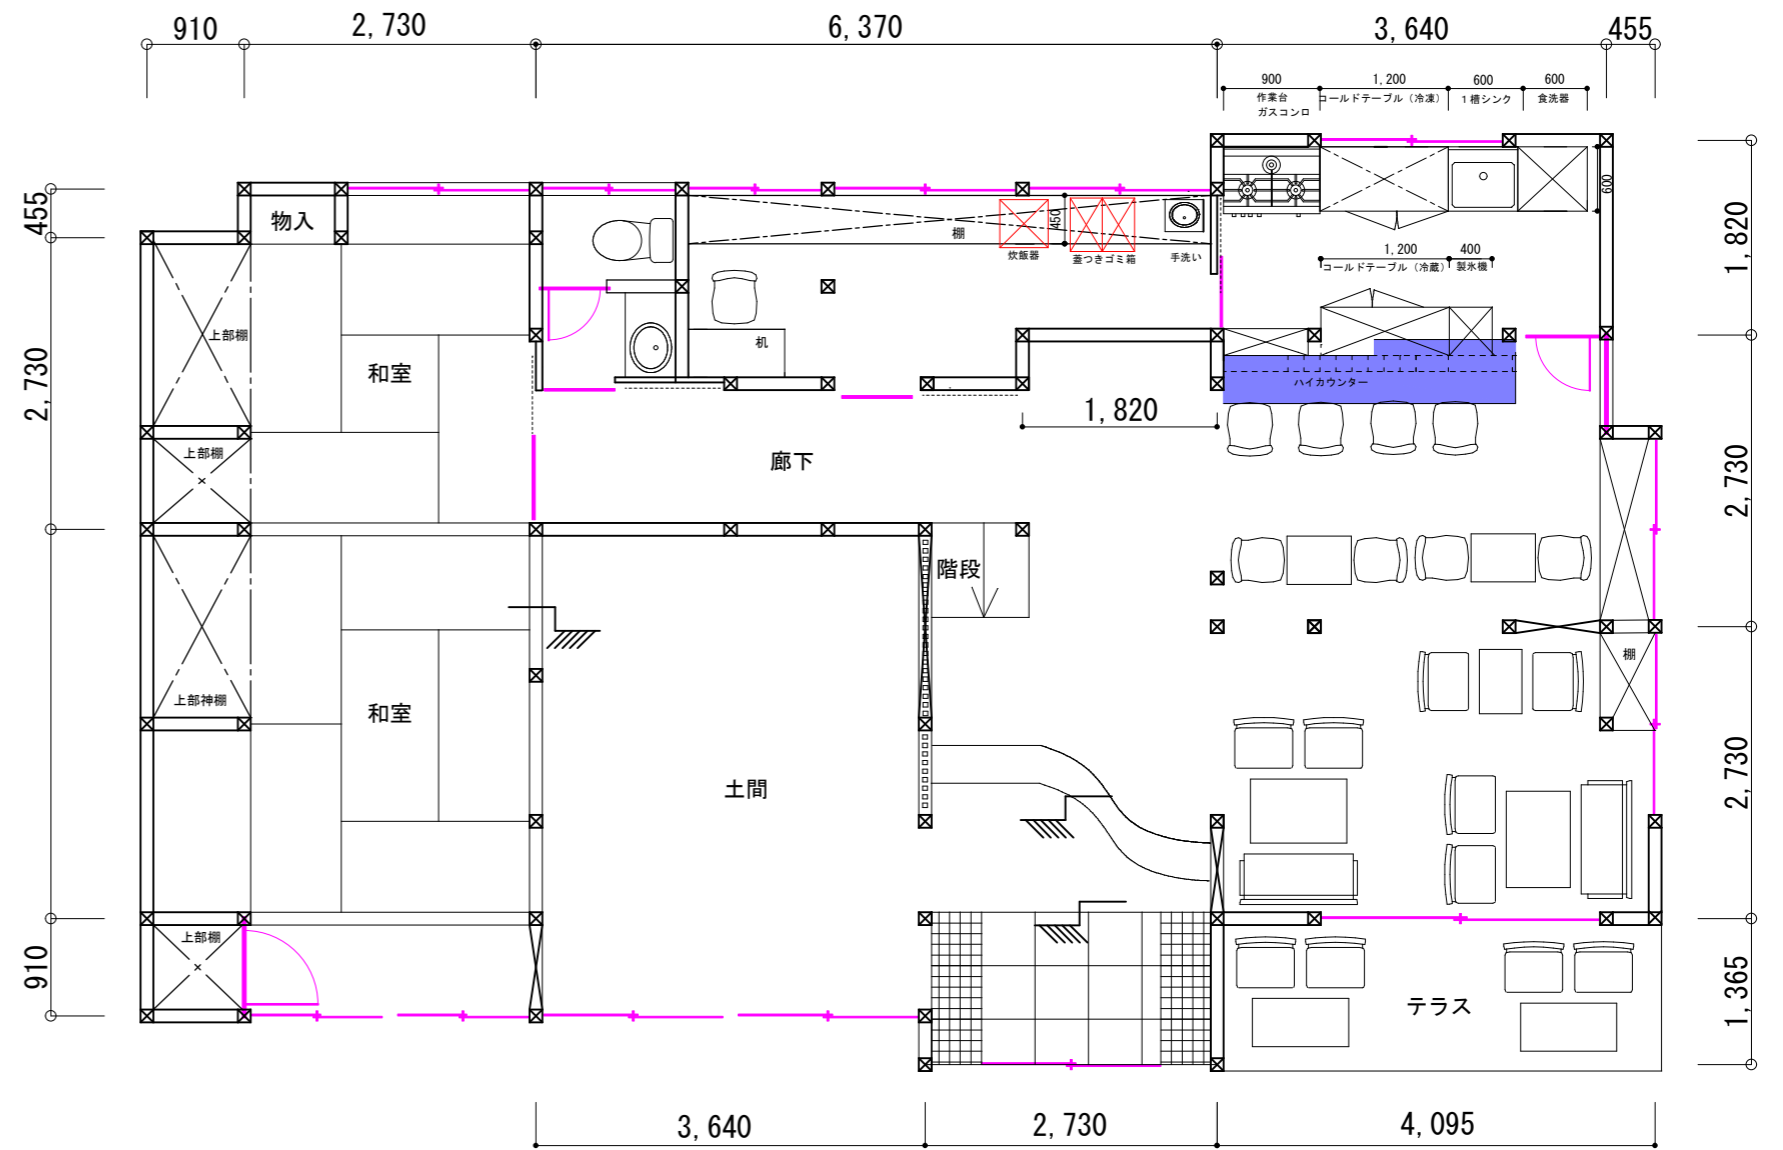 910
2,730
6,370
3,640
455
900
1,200
600
600
作業台
コールドテーブル（冷凍）
1槽シンク
食洗器
ガスコンロ
455
物入
450
600
1,820
棚
炊飯器
蓋つきゴミ箱
手洗い
1,200
400
コールドテーブル（冷蔵）
製氷機
上部棚
机
2,730
和室
ハイカウンター
1,820
上部棚
廊下
2,730
階段
棚
上部神棚
和室
土間
2,730
上部棚
910
テラス
1,365
3,640
2,730
4,095